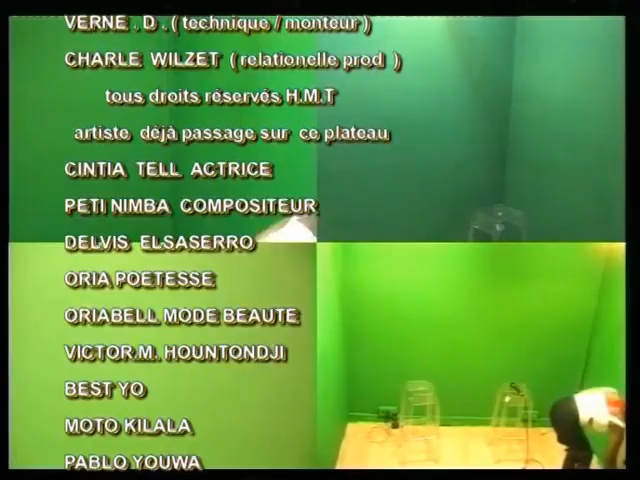 VERNE . D . ( technique / monteur )
CHARLE WILZET ( relationelle prod )
tous droits réservés H.M.T
artiste dèjà passage sur ce plateau
CINTIA TELL ACTRICE
PETI NIMBA COMPOSITEUR
DELVIS ELSASERRO
ORIA POETESSE
ORIABELL MODE BEAUTE
VICTOR.M. HOUNTONDJI
BEST YO
MOTO KILALA
PABLO YOUWA